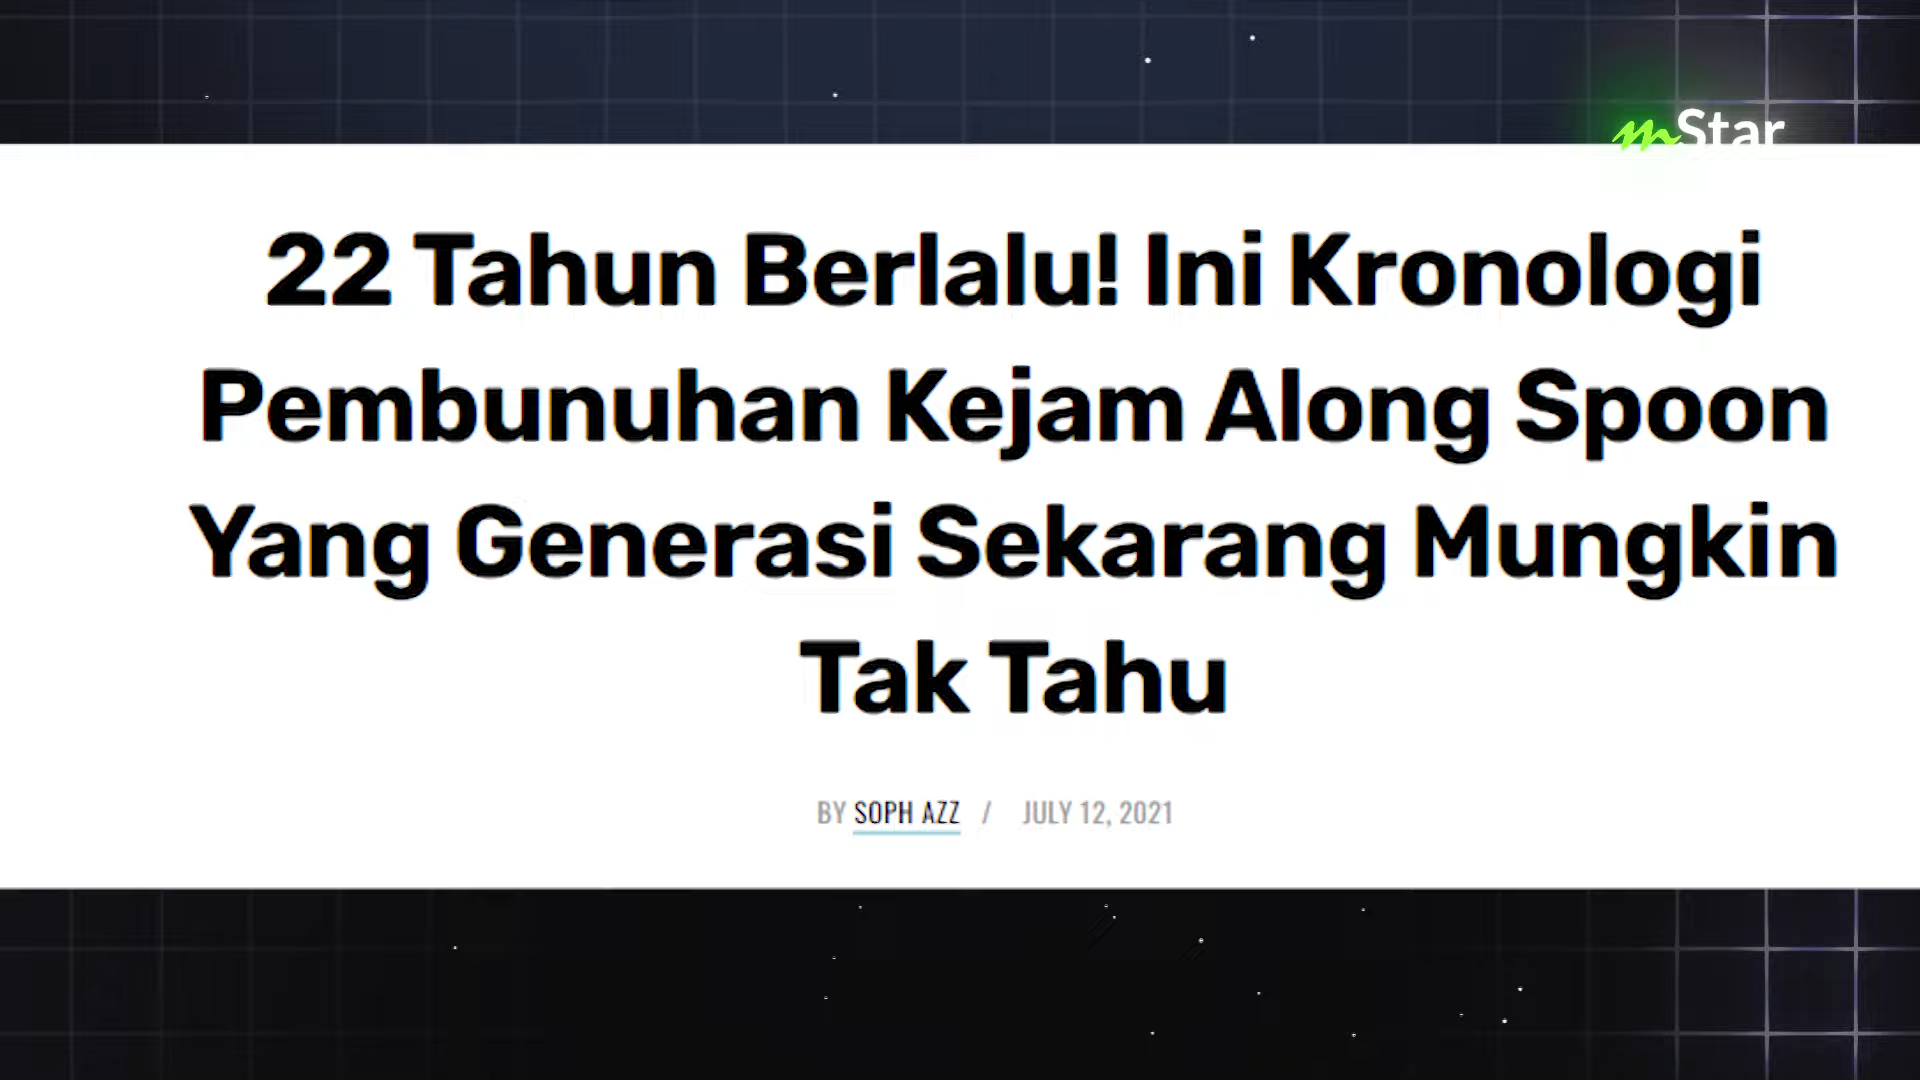 mStar
22 Tahun Berlalu! Ini Kronologi
Pembunuhan Kejam Along Spoon
Yang Generasi Sekarang Mungkin
Tak Tahu
BY SOPH AZZ / JULY 12, 2021